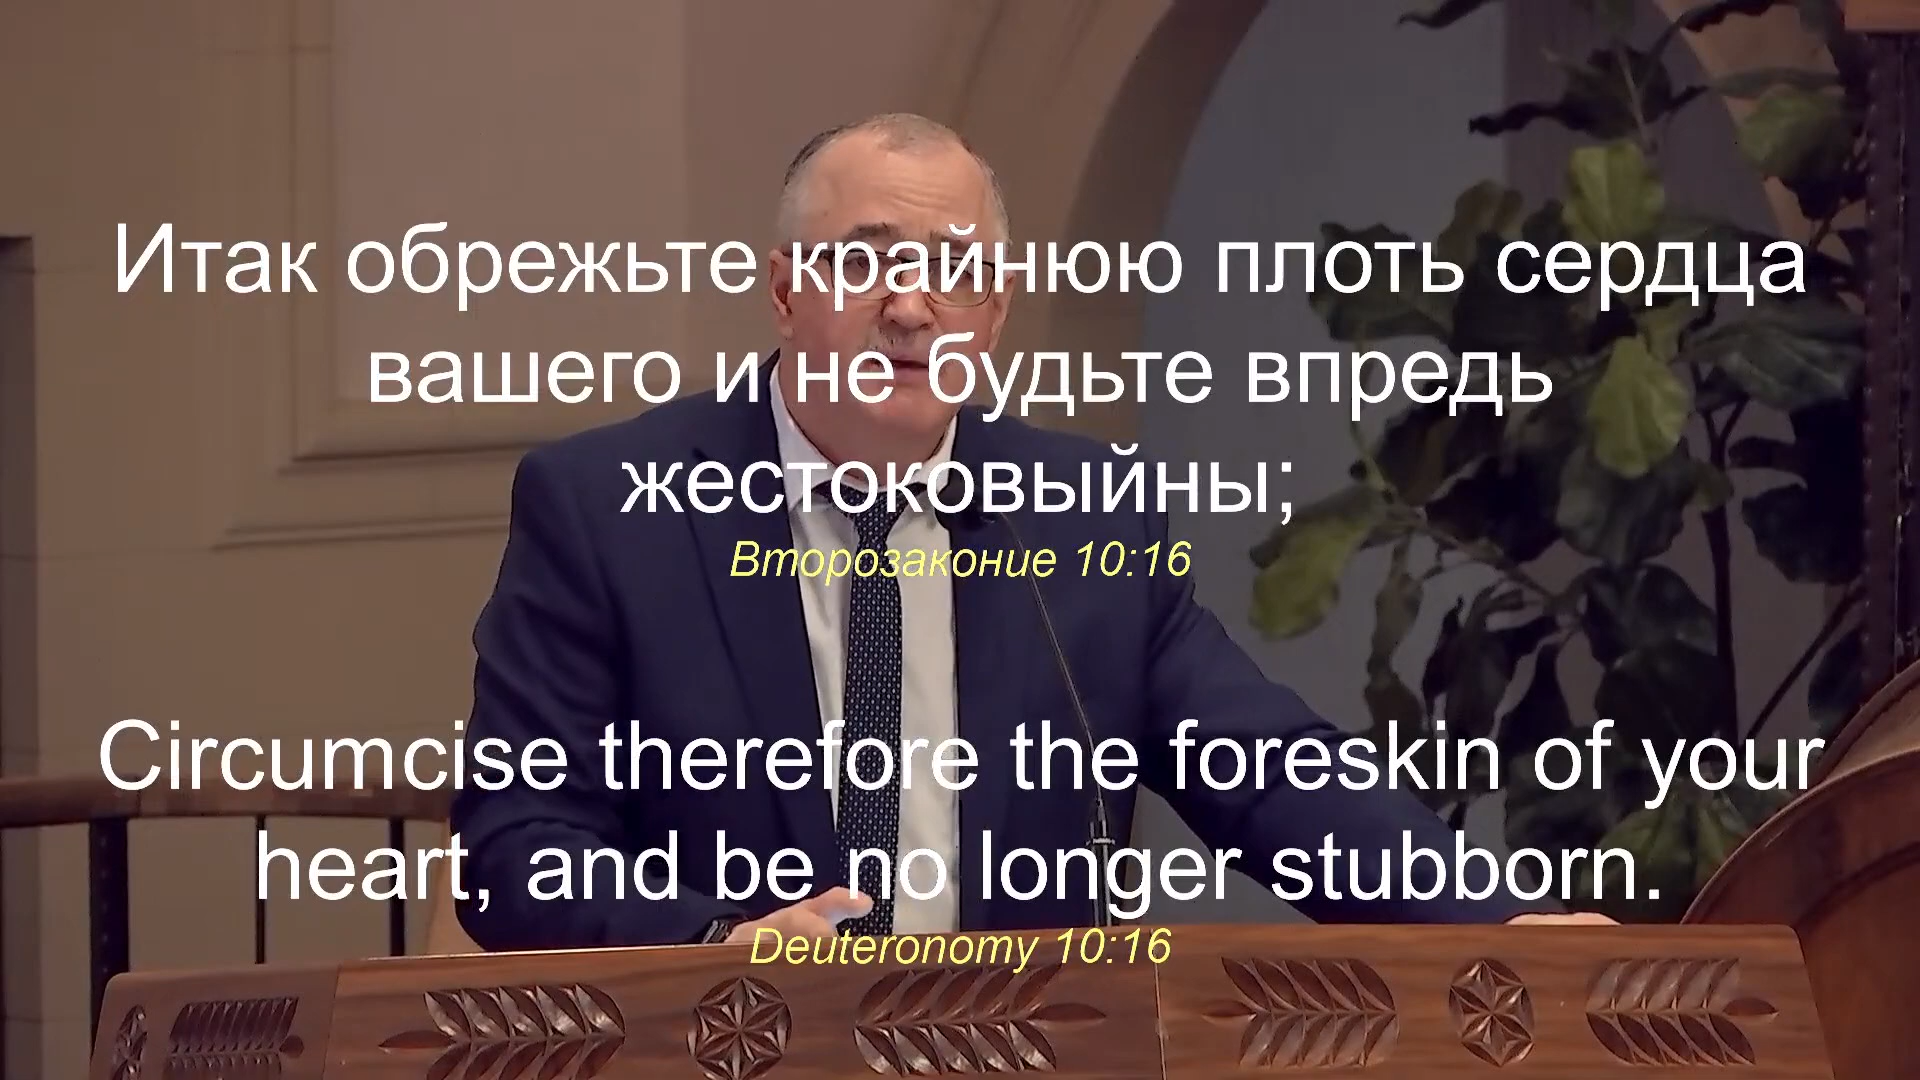 Итак обрежьте крайнюю плоть сердца
вашего и не будьте впредь
жестоковыйны;
Второзаконие 10:16
Circumcise therefore the foreskin of your
heart, and be no longer stubborn.
Deuteronomy 10:16